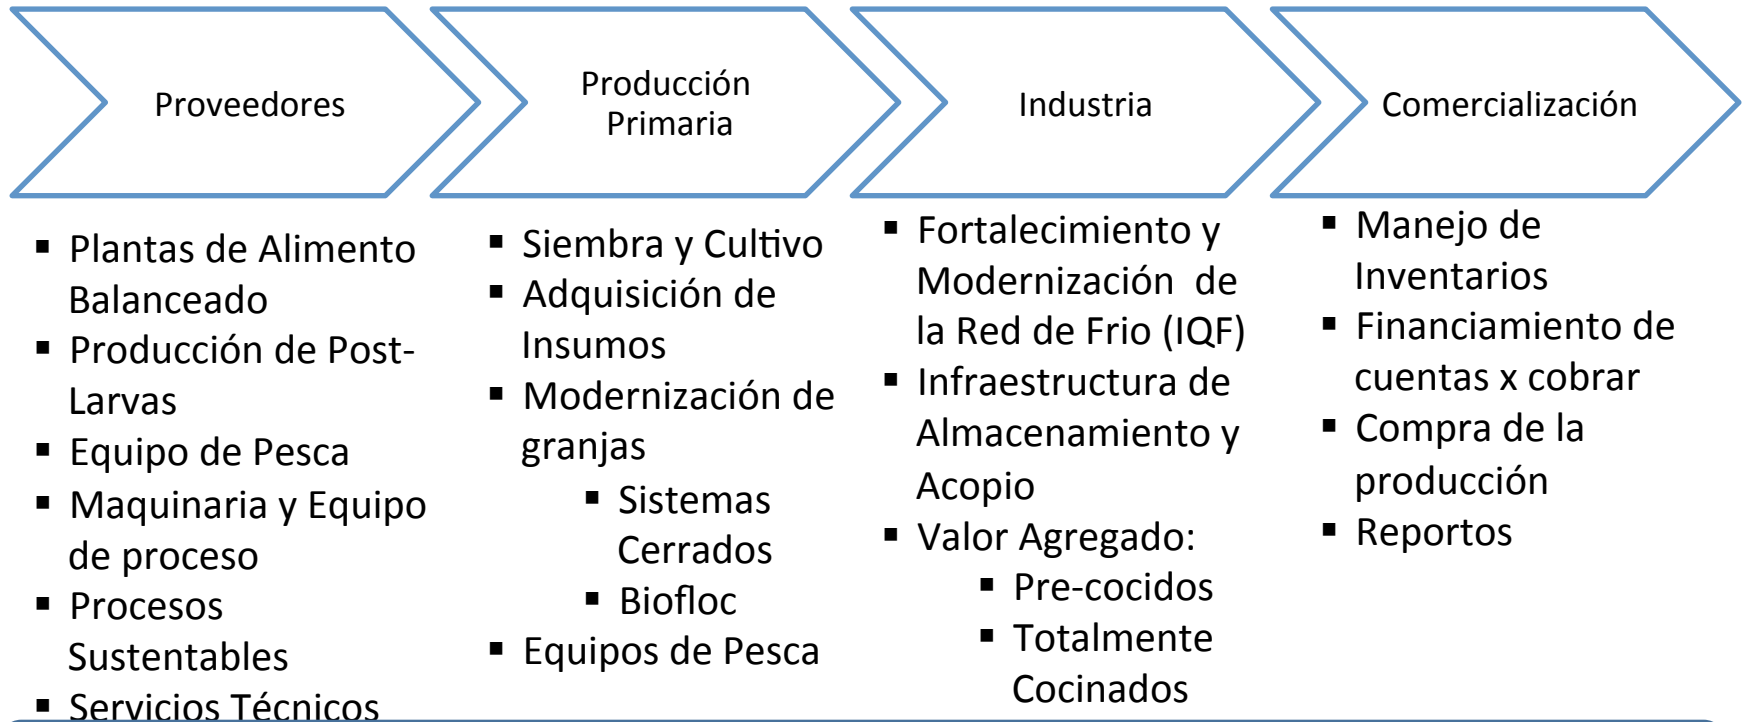 Proveedores
Producción
Primaria
Industria
Comercialización
▪ Plantas de Alimento
Balanceado
▪ Producción de Post-
Larvas
▪ Equipo de Pesca
▪ Maquinaria y Equipo
de proceso
▪ Procesos
Sustentables
▪ Servicios Técnicos
▪ Siembra y Cultivo
▪ Adquisición de
Insumos
▪ Modernización de
granjas
▪ Sistemas
Cerrados
▪ Biofloc
▪ Equipos de Pesca
▪ Fortalecimiento y
Modernización de
la Red de Frio (IQF)
▪ Infraestructura de
Almacenamiento y
Acopio
▪ Valor Agregado:
▪ Pre-cocidos
▪ Totalmente
Cocinados
▪ Manejo de
Inventarios
▪ Financiamiento de
cuentas x cobrar
▪ Compra de la
producción
▪ Reportos